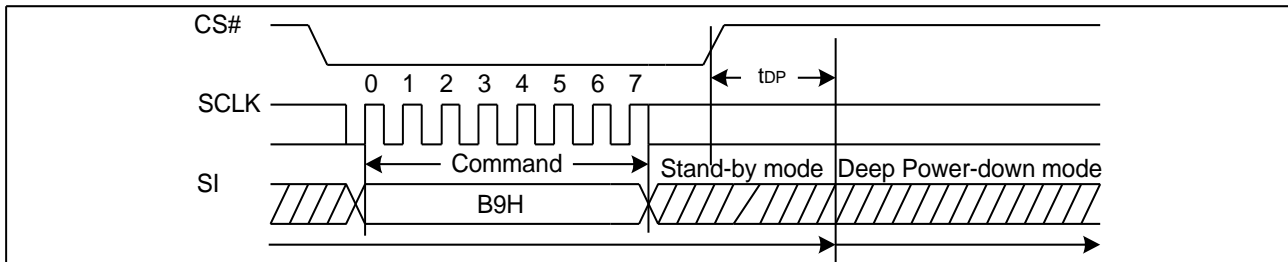 CS#
tDP
0 1 2 3 4 5 6 7
SCLK
Command
Stand-by mode Deep Power-down mode
SI
B9H